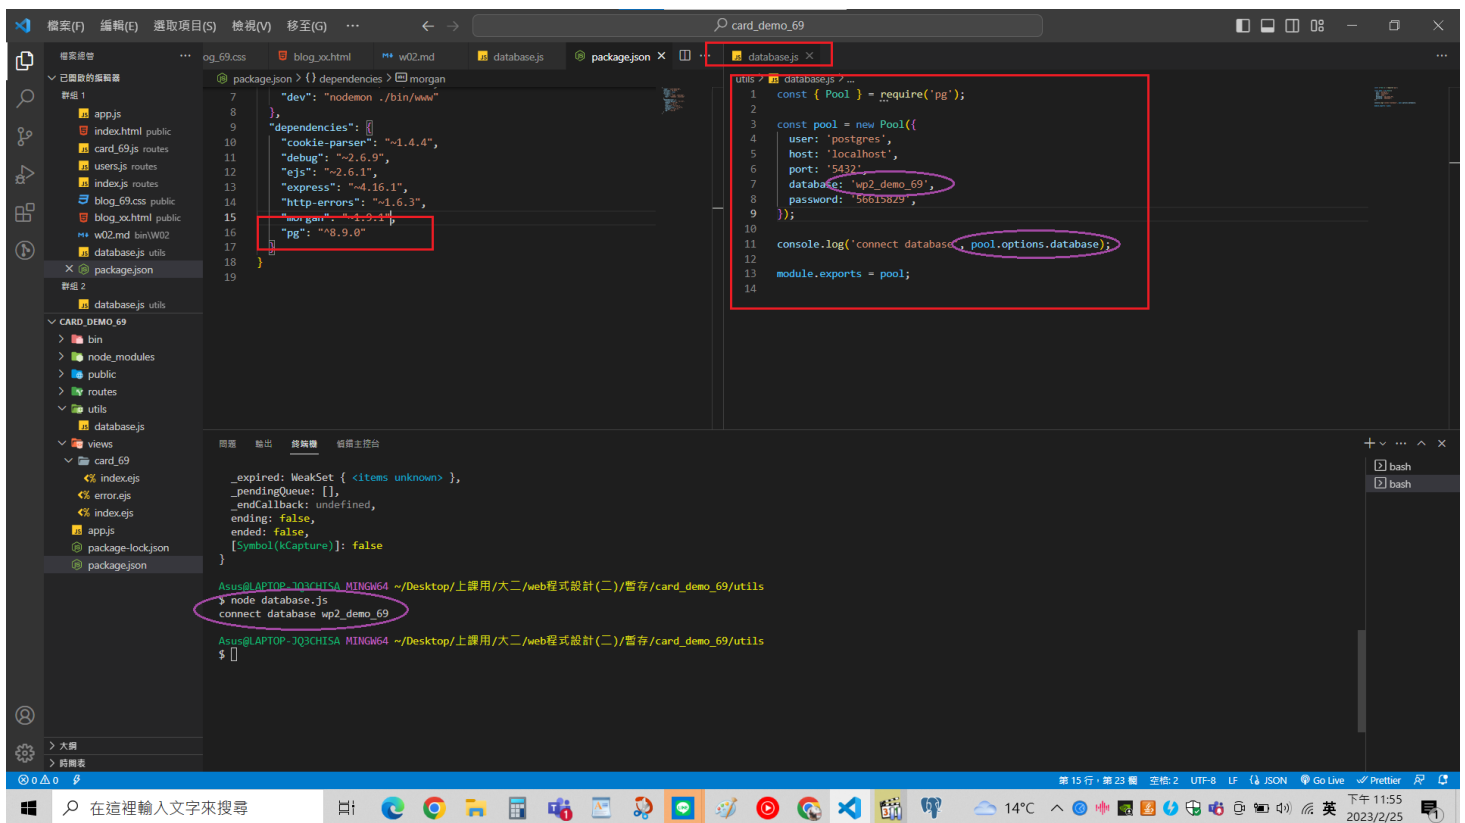 檔案(F) 編輯(E) 選取項目(S) 檢視(V) 移至(G) ··· card_demo_69
檔案總管 ···
og_69.css blog_xx.html w02.md database.js package.json database.js
已開啟的編輯器
群組 1
app.js
index.html public
card_69.js routes
users.js routes
index.js routes
blog_69.css public
blog_xx.html public
w02.md bin\W02
database.js utils
package.json
群組 2
database.js utils
CARD_DEMO_69
bin
node_modules
public
routes
utils
database.js
views
card_69
index.ejs
error.ejs
index.ejs
app.js
package-lock.json
package.json
大綱
時間表
package.json > {} dependencies > morgan
7 "dev": "nodemon ./bin/www"
8 },
9 "dependencies": {
10 "cookie-parser": "~1.4.4",
11 "debug": "~2.6.9",
12 "ejs": "~2.6.1",
13 "express": "~4.16.1",
14 "http-errors": "~1.6.3",
15 "morgan": "~1.9.1",
16 "pg": "^8.9.0"
17 }
18 }
19
utils > database.js > ...
1 const { Pool } = require('pg');
2
3 const pool = new Pool({
4 user: 'postgres',
5 host: 'localhost',
6 port: '5432',
7 database: 'wp2_demo_69',
8 password: '56615829',
9 });
10
11 console.log('connect database', pool.options.database);
12
13 module.exports = pool;
14
問題 輸出 終端機 偵錯主控台
bash
bash
_expired: WeakSet { <items unknown> },
_pendingQueue: [],
_endCallback: undefined,
ending: false,
ended: false,
[Symbol(kCapture)]: false
}
Asus@LAPTOP-JQ3CHISA MINGW64 ~/Desktop/上課用/大二/web程式設計(二)/暫存/card_demo_69/utils
$ node database.js
connect database wp2_demo_69
Asus@LAPTOP-JQ3CHISA MINGW64 ~/Desktop/上課用/大二/web程式設計(二)/暫存/card_demo_69/utils
$
0 0 第 15 行，第 23 欄 空格: 2 UTF-8 LF {} JSON Go Live Prettier
在這裡輸入文字來搜尋 14°C 英 下午 11:55
2023/2/25